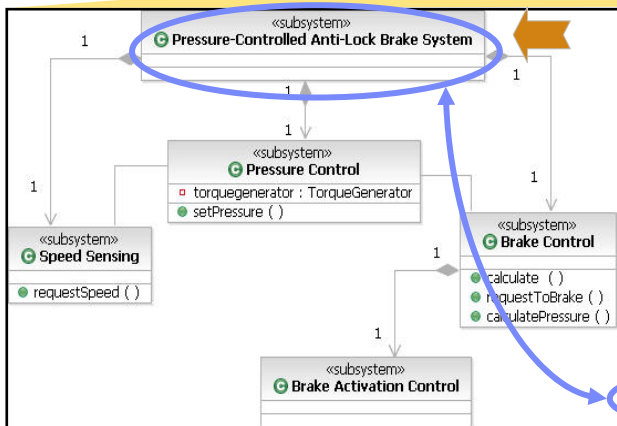 «subsystem»
Pressure-Controlled Anti-Lock Brake System
1
1
1
1
«subsystem»
Pressure Control
torquegenerator : TorqueGenerator
setPressure ( )
1
1
«subsystem»
Speed Sensing
requestSpeed ( )
«subsystem»
Brake Control
calculate ( )
requestToBrake ( )
calculatePressure ( )
1
1
«subsystem»
Brake Activation Control